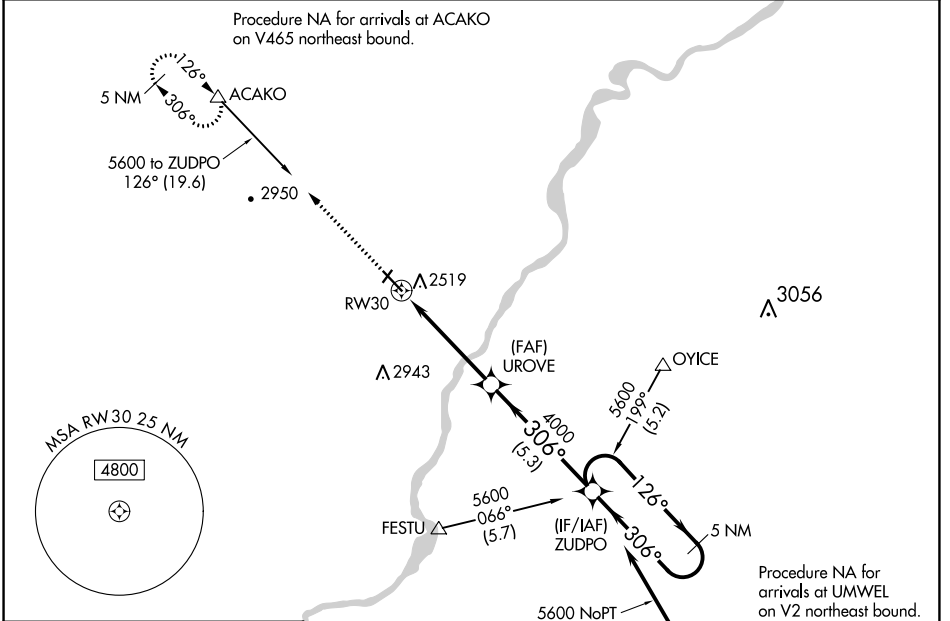 Procedure NA for arrivals at ACAKO
on V465 northeast bound.
126°
ACAKO
5 NM
306°
5600 to ZUDPO
126° (19.6)
2950
2519
RW30
3056
(FAF)
UROVE
OYICE
2943
5600
199°
(5.2)
4000
306°
(5.3)
MSA RW30 25 NM
4800
126°
5600
066°
(5.7)
FESTU
(IF/IAF)
ZUDPO
5 NM
306°
Procedure NA for
arrivals at UMWEL
on V2 northeast bound.
5600 NoPT